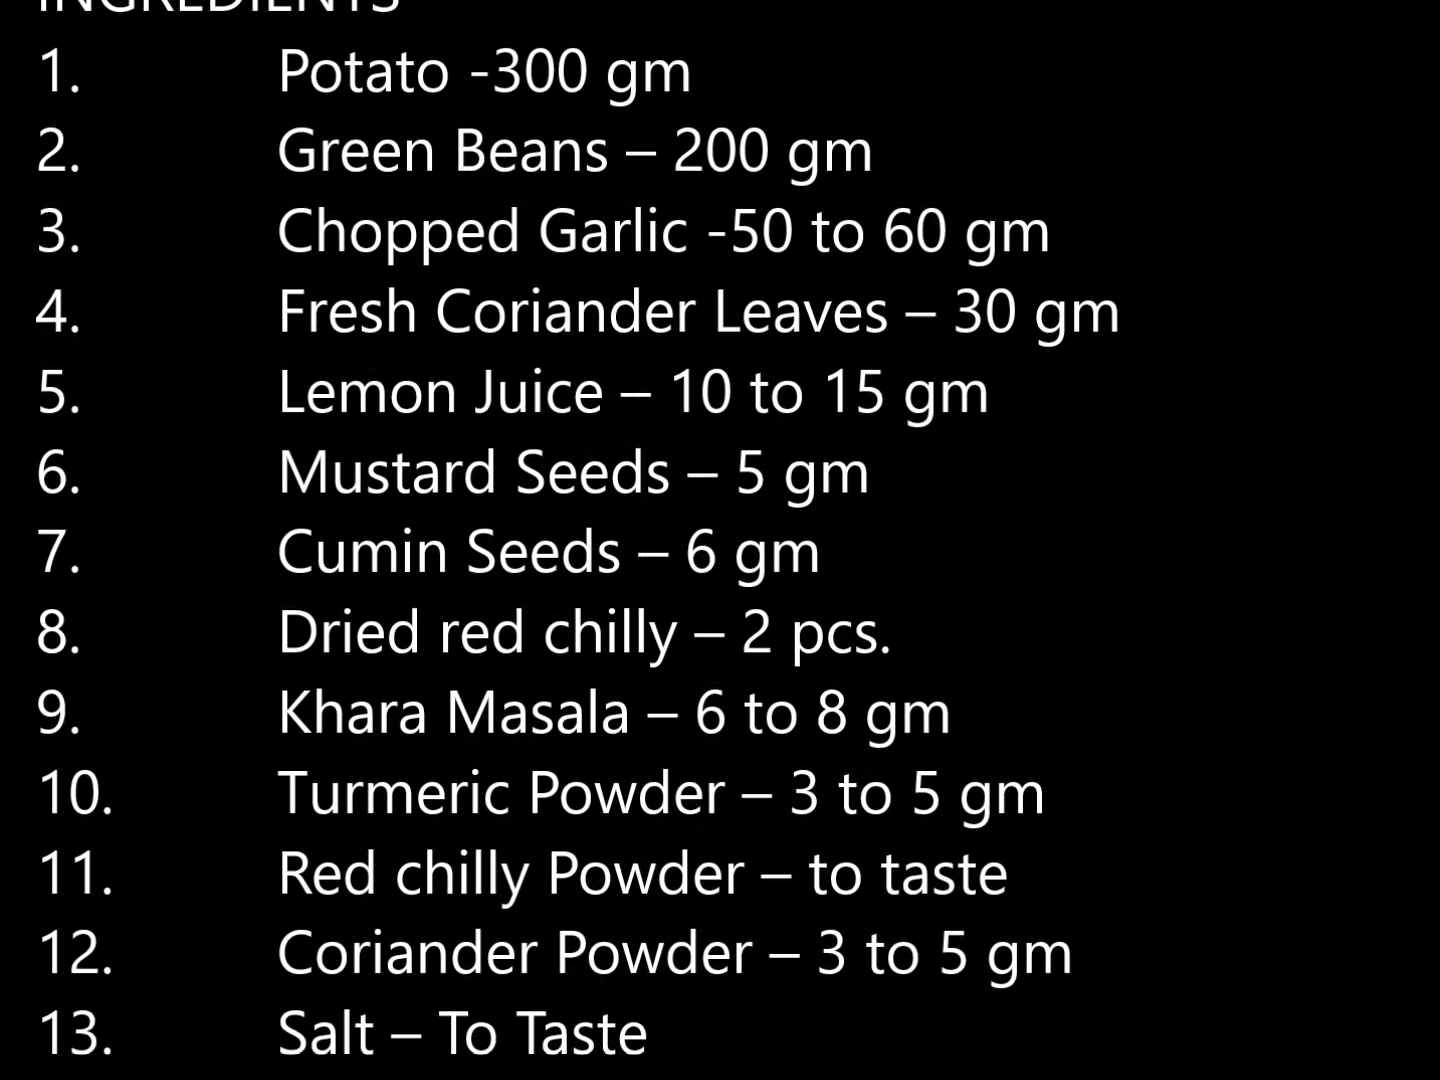 INGREDIENTS
1. Potato -300 gm
2. Green Beans – 200 gm
3. Chopped Garlic -50 to 60 gm
4. Fresh Coriander Leaves – 30 gm
5. Lemon Juice – 10 to 15 gm
6. Mustard Seeds – 5 gm
7. Cumin Seeds – 6 gm
8. Dried red chilly – 2 pcs.
9. Khara Masala – 6 to 8 gm
10. Turmeric Powder – 3 to 5 gm
11. Red chilly Powder – to taste
12. Coriander Powder – 3 to 5 gm
13. Salt – To Taste